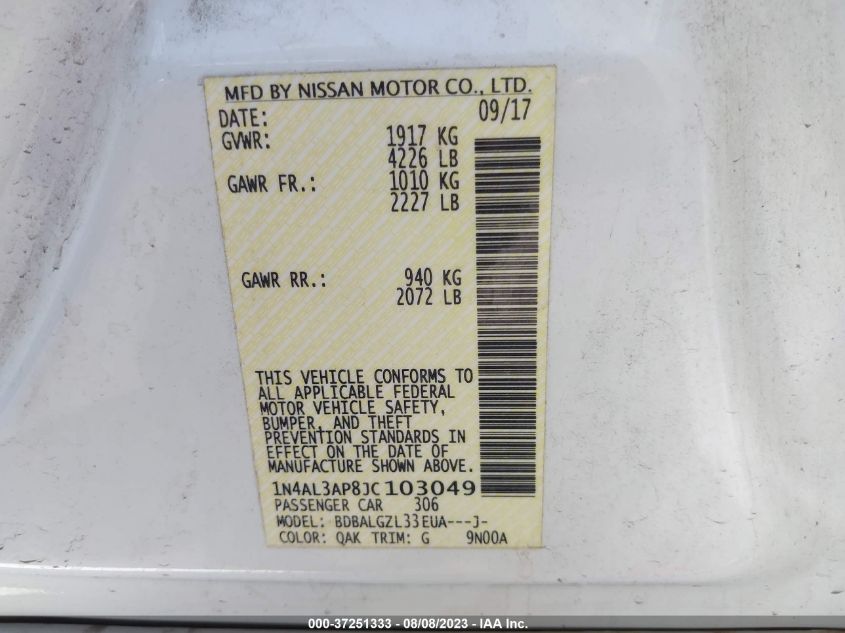 MFD BY NISSAN MOTOR CO., LTD.
DATE: 09/17
GVWR: 1917 KG
4226 LB
GAWR FR.: 1010 KG
2227 LB
GAWR RR.: 940 KG
2072 LB
THIS VEHICLE CONFORMS TO
ALL APPLICABLE FEDERAL
MOTOR VEHICLE SAFETY,
BUMPER, AND THEFT
PREVENTION STANDARDS IN
EFFECT ON THE DATE OF
MANUFACTURE SHOWN ABOVE.
1N4AL3AP8JC103049
PASSENGER CAR 306
MODEL: BDBALGZL33EUA---J-
COLOR: QAK TRIM: G 9N00A
000-37251333 - 08/08/2023 - IAA Inc.